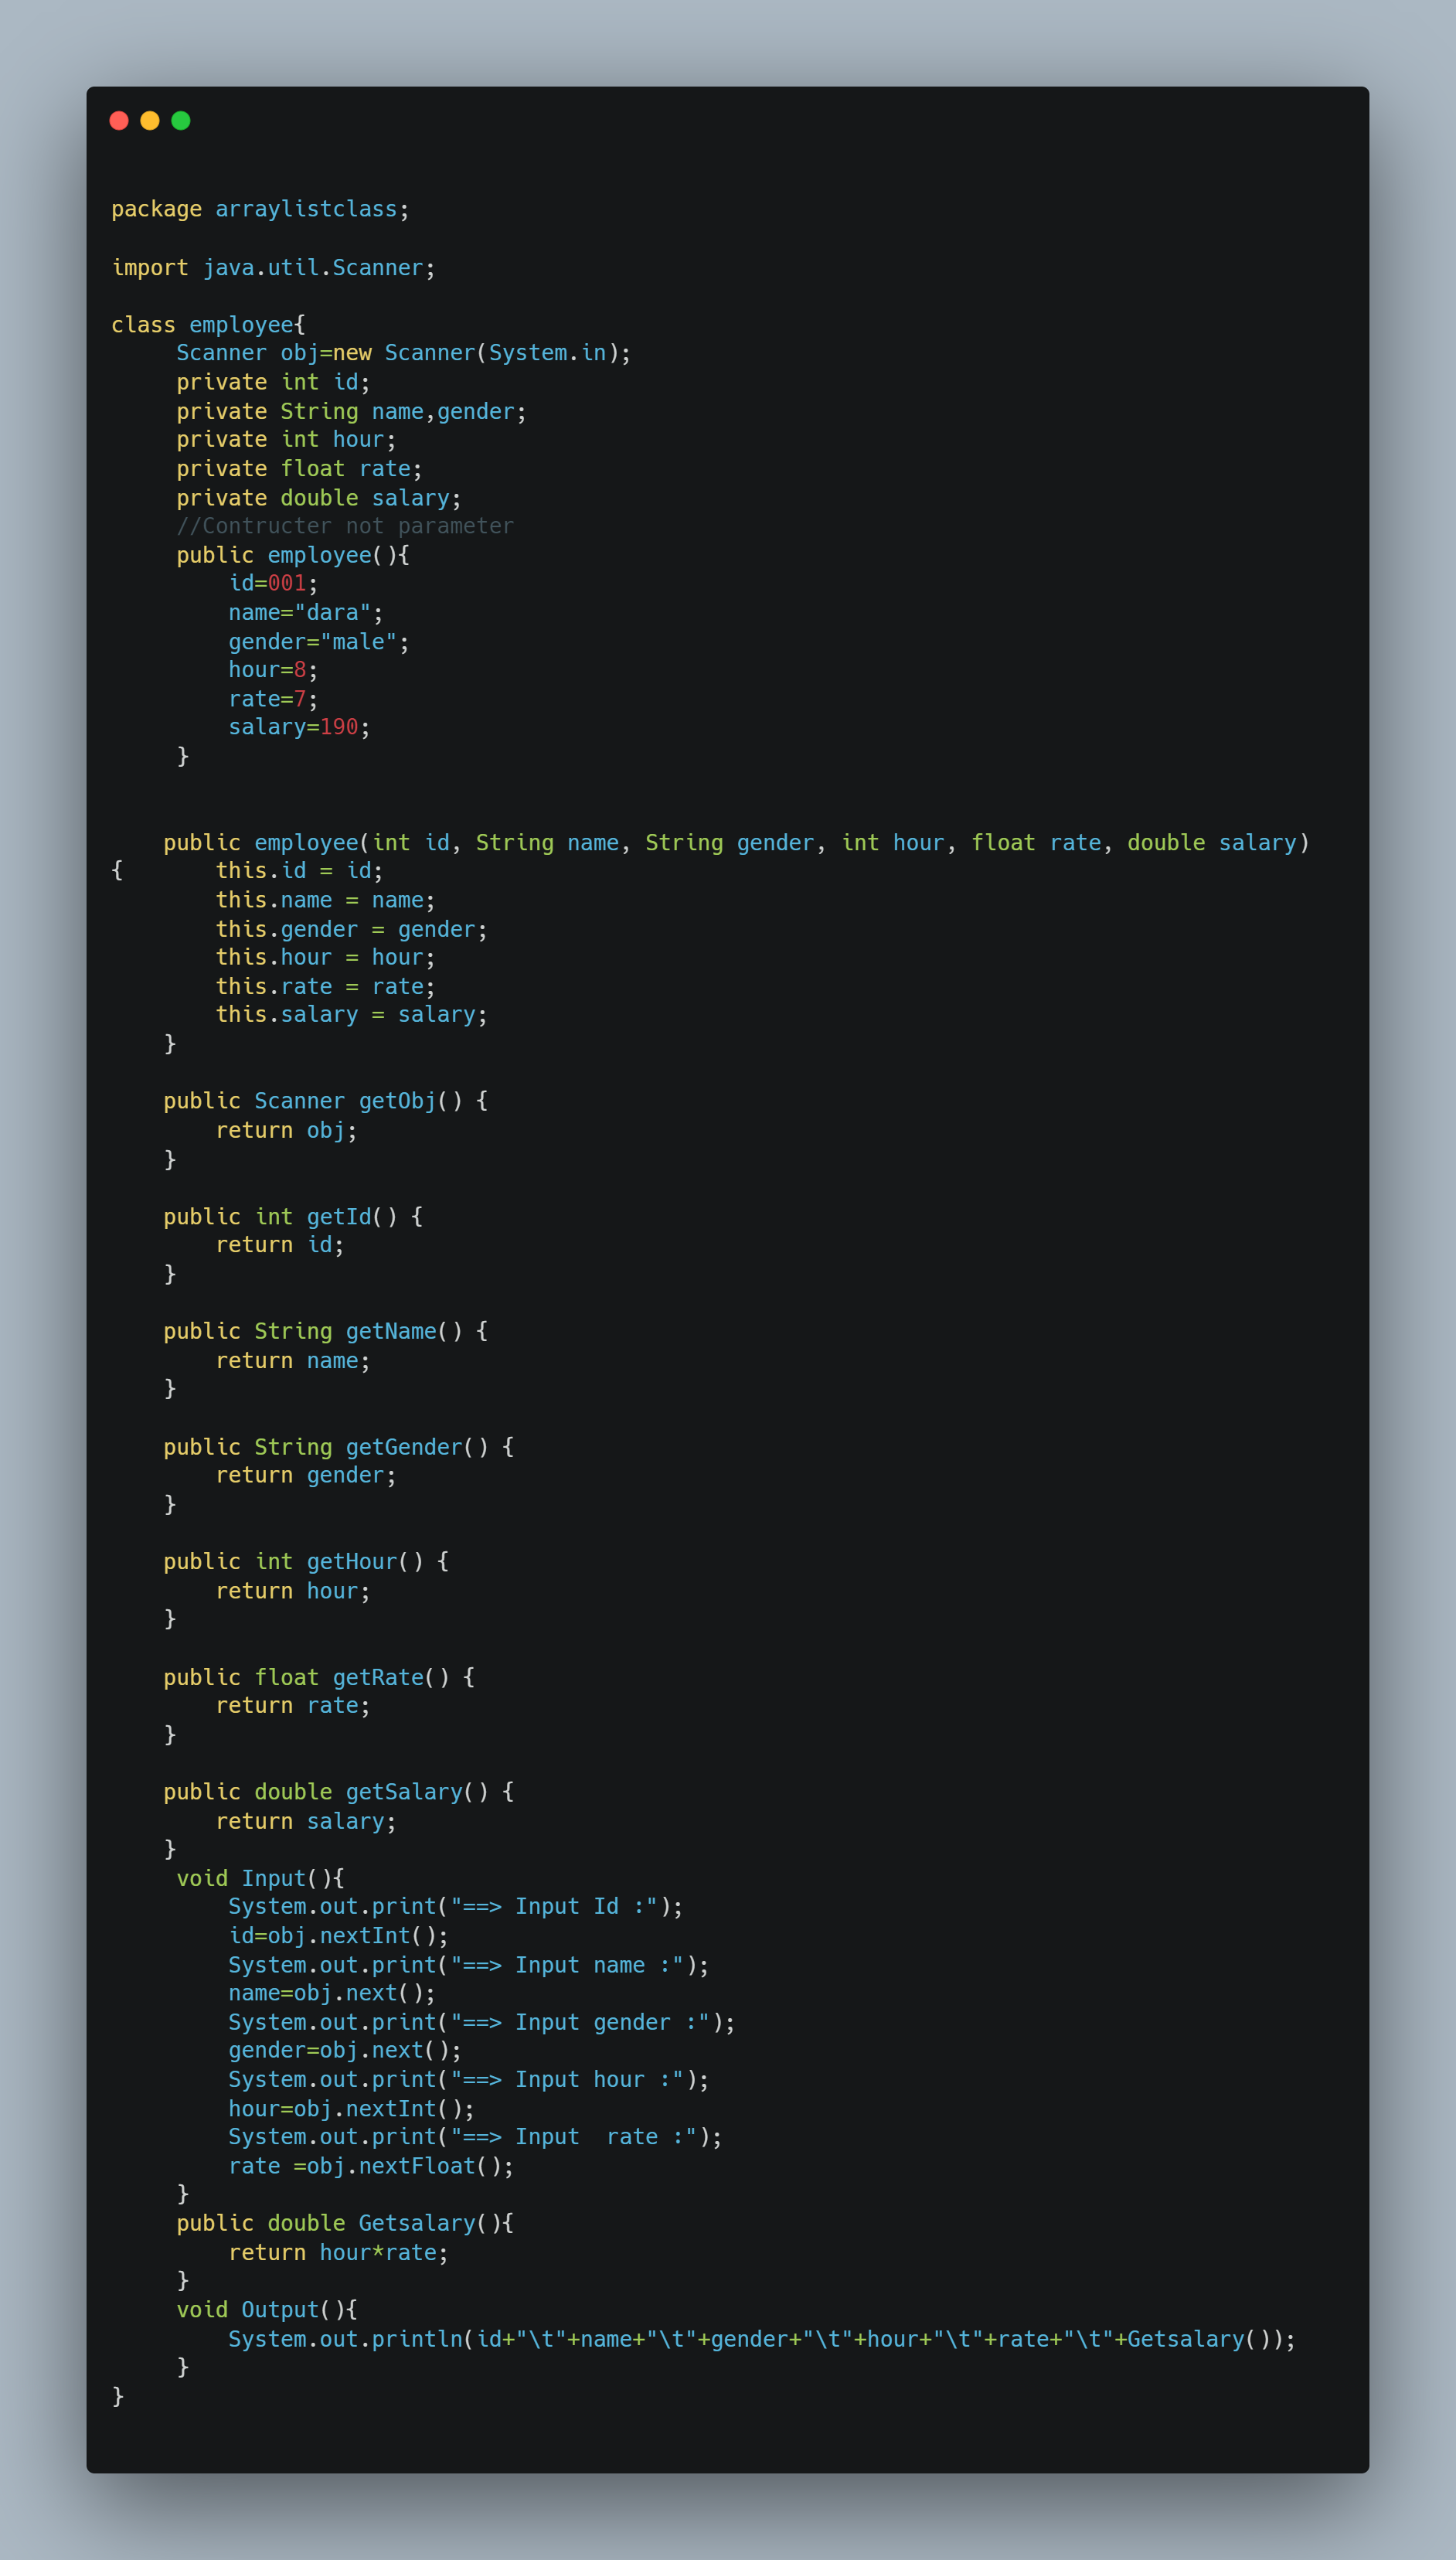 package arraylistclass;

import java.util.Scanner;

class employee{
     Scanner obj=new Scanner(System.in);
     private int id;
     private String name,gender;
     private int hour;
     private float rate;
     private double salary;
     //Contructer not parameter
     public employee(){
         id=001;
         name="dara";
         gender="male";
         hour=8;
         rate=7;
         salary=190;
     }


    public employee(int id, String name, String gender, int hour, float rate, double salary)
{       this.id = id;
        this.name = name;
        this.gender = gender;
        this.hour = hour;
        this.rate = rate;
        this.salary = salary;
    }

    public Scanner getObj() {
        return obj;
    }

    public int getId() {
        return id;
    }

    public String getName() {
        return name;
    }

    public String getGender() {
        return gender;
    }

    public int getHour() {
        return hour;
    }

    public float getRate() {
        return rate;
    }

    public double getSalary() {
        return salary;
    }
     void Input(){
         System.out.print("==> Input Id :");
         id=obj.nextInt();
         System.out.print("==> Input name :");
         name=obj.next();
         System.out.print("==> Input gender :");
         gender=obj.next();
         System.out.print("==> Input hour :");
         hour=obj.nextInt();
         System.out.print("==> Input  rate :");
         rate =obj.nextFloat();
     }
     public double Getsalary(){
         return hour*rate;
     }
     void Output(){
         System.out.println(id+"\t"+name+"\t"+gender+"\t"+hour+"\t"+rate+"\t"+Getsalary());
     }
}